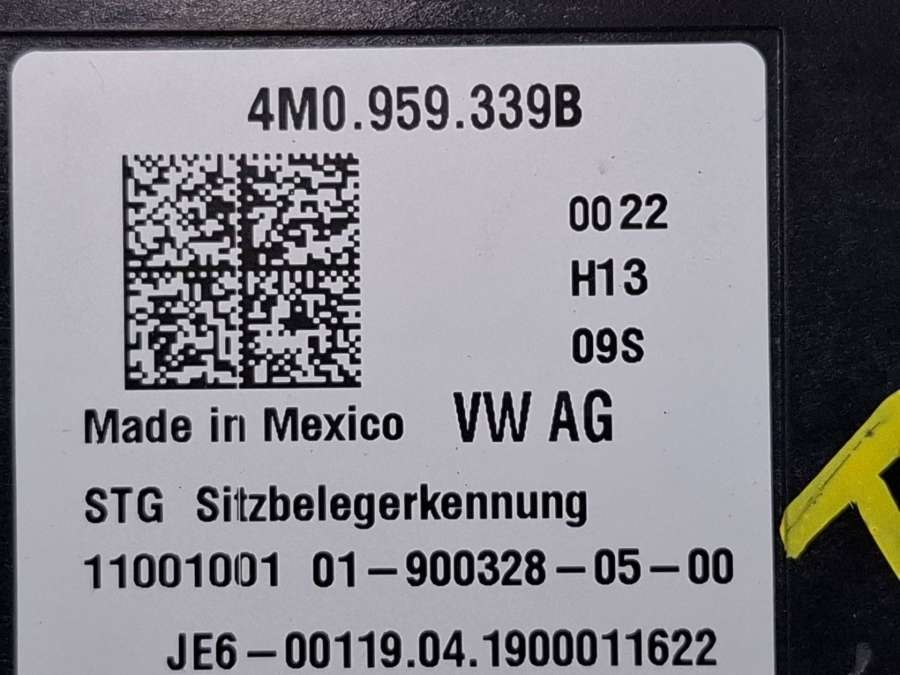 4M0.959.339B
0022
H13
09S
Made in Mexico VW AG
STG Sitzbelegerkennung
11001001 01-900328-05-00
JE6-00119.04.1900011622